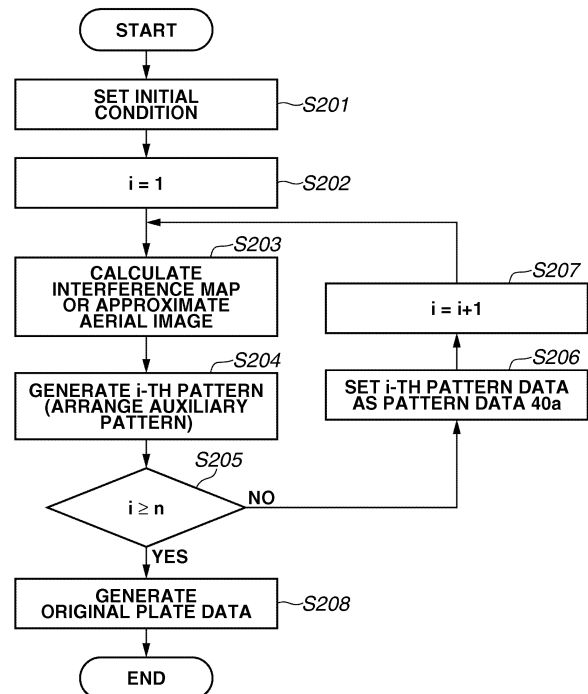 START
SET INITIAL
CONDITION
S201
i = 1
S202
S203
CALCULATE
INTERFERENCE MAP
OR APPROXIMATE
AERIAL IMAGE
S207
i = i+1
S204
GENERATE i-TH PATTERN
(ARRANGE AUXILIARY
PATTERN)
S206
SET i-TH PATTERN DATA
AS PATTERN DATA 40a
S205
i ≥ n
NO
YES
GENERATE
ORIGINAL PLATE DATA
S208
END